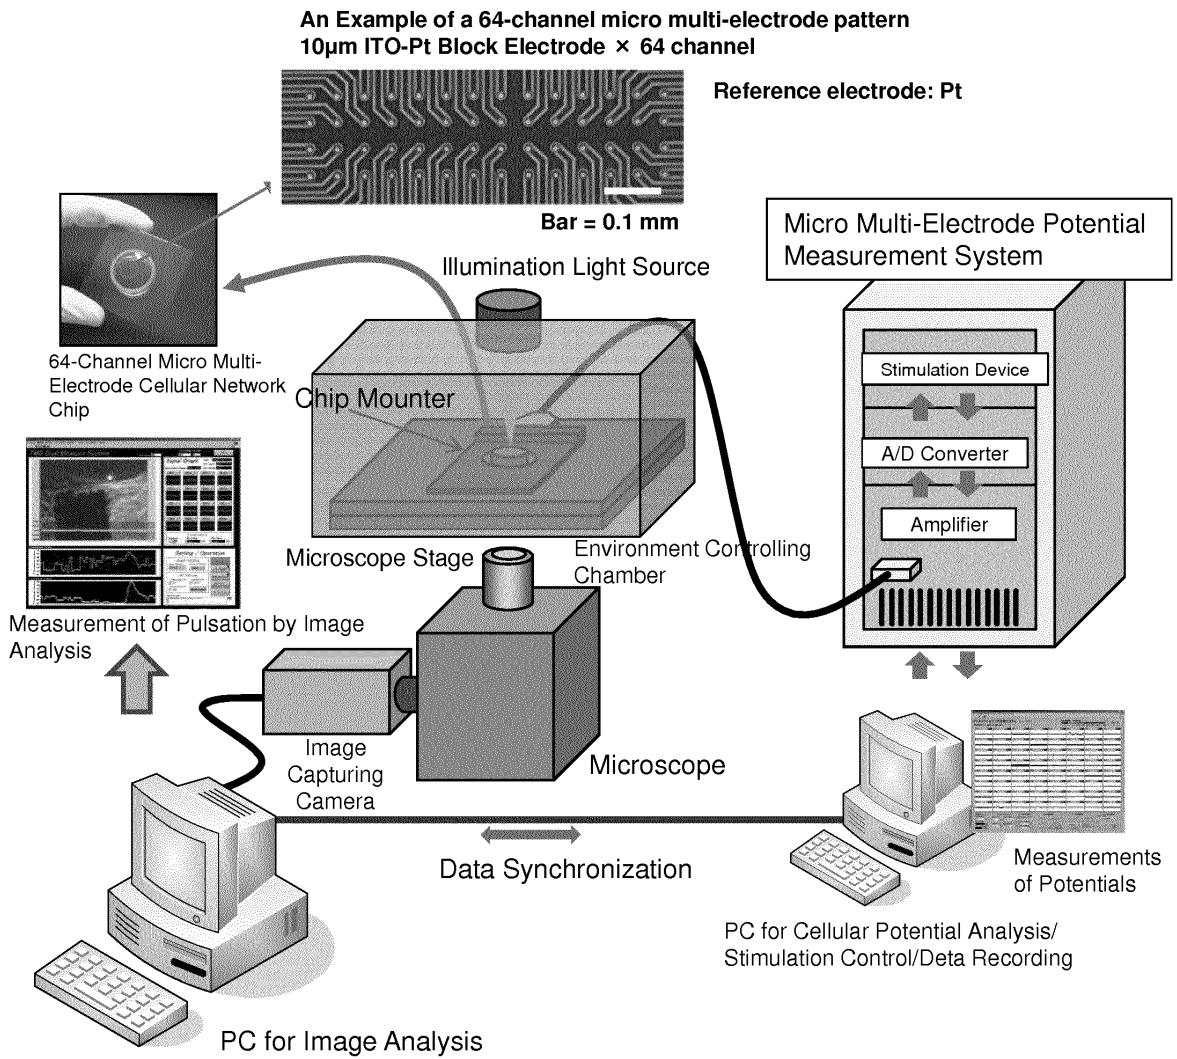 An Example of a 64-channel micro multi-electrode pattern
10µm ITO-Pt Block Electrode × 64 channel
Reference electrode: Pt
Bar = 0.1 mm
Micro Multi-Electrode Potential
Measurement System
Illumination Light Source
64-Channel Micro Multi-
Electrode Cellular Network
Chip
Chip Mounter
Stimulation Device
A/D Converter
Amplifier
Microscope Stage
Environment Controlling
Chamber
Measurement of Pulsation by Image
Analysis
Image
Capturing
Camera
Microscope
Data Synchronization
Measurements
of Potentials
PC for Cellular Potential Analysis/
Stimulation Control/Deta Recording
PC for Image Analysis